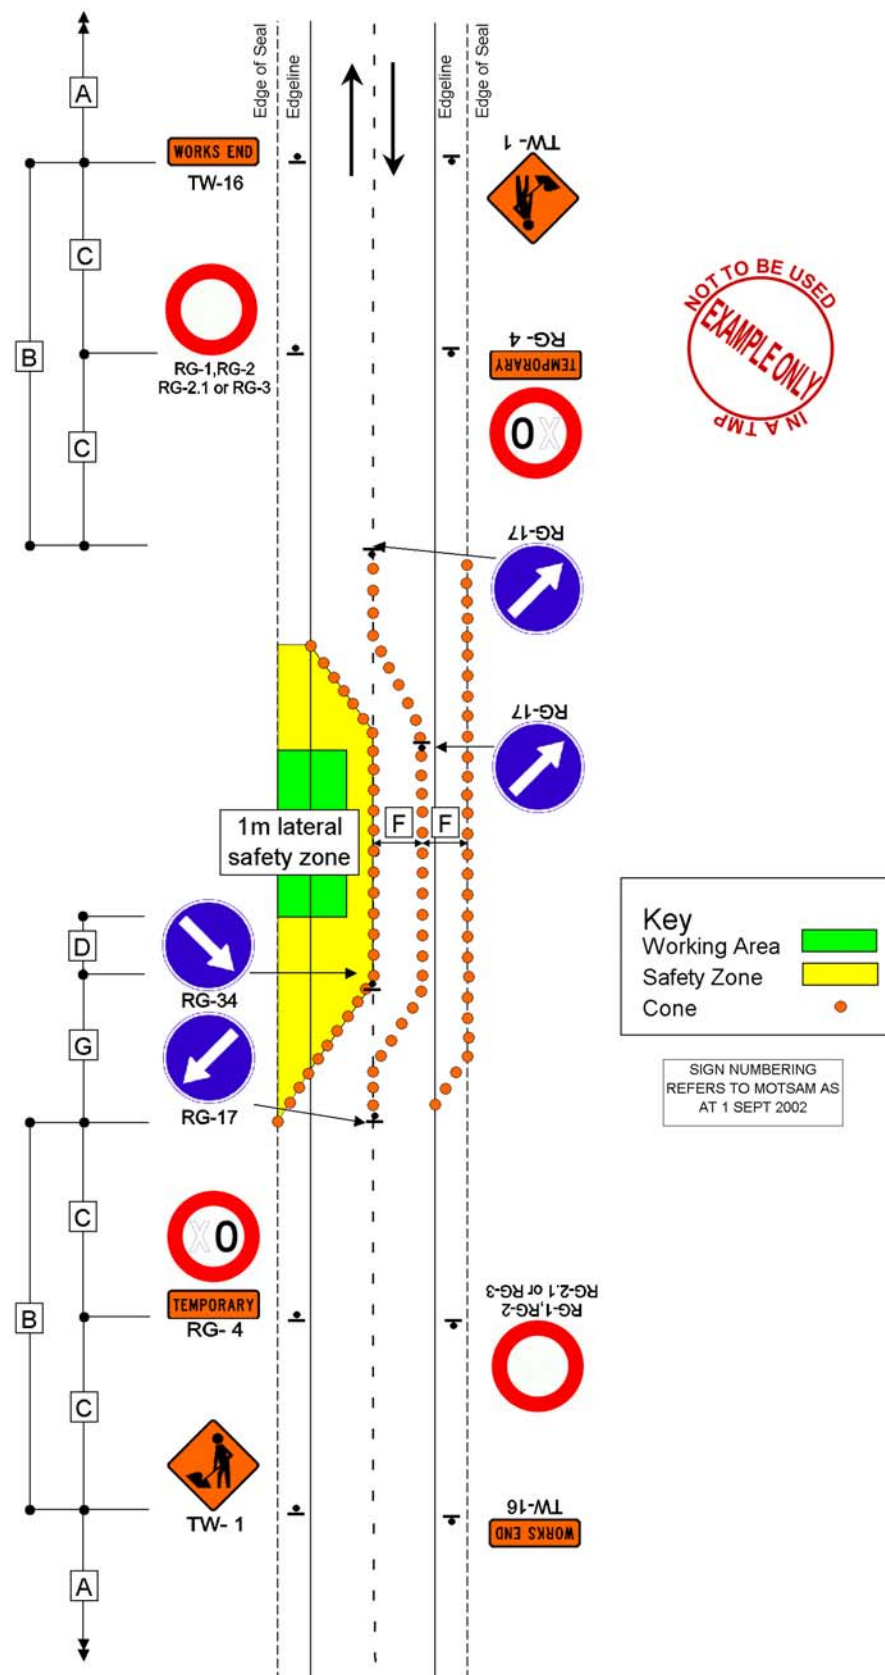 Edge of Seal
Edgeline
Edgeline
Edge of Seal
A
WORKS END
TW-16
TW- 1
C
B
RG-1,RG-2
RG-2.1 or RG-3
RG- 4
TEMPORARY
X0
C
NOT TO BE USED
EXAMPLE ONLY
IN A TMP
RG-17
RG-17
1m lateral
safety zone
F
F
D
RG-34
G
RG-17
Key
Working Area
Safety Zone
Cone
SIGN NUMBERING
REFERS TO MOTSAM AS
AT 1 SEPT 2002
C
X0
TEMPORARY
RG- 4
B
RG-1,RG-2
RG-2.1 or RG-3
C
TW- 1
TW-16
WORKS END
A